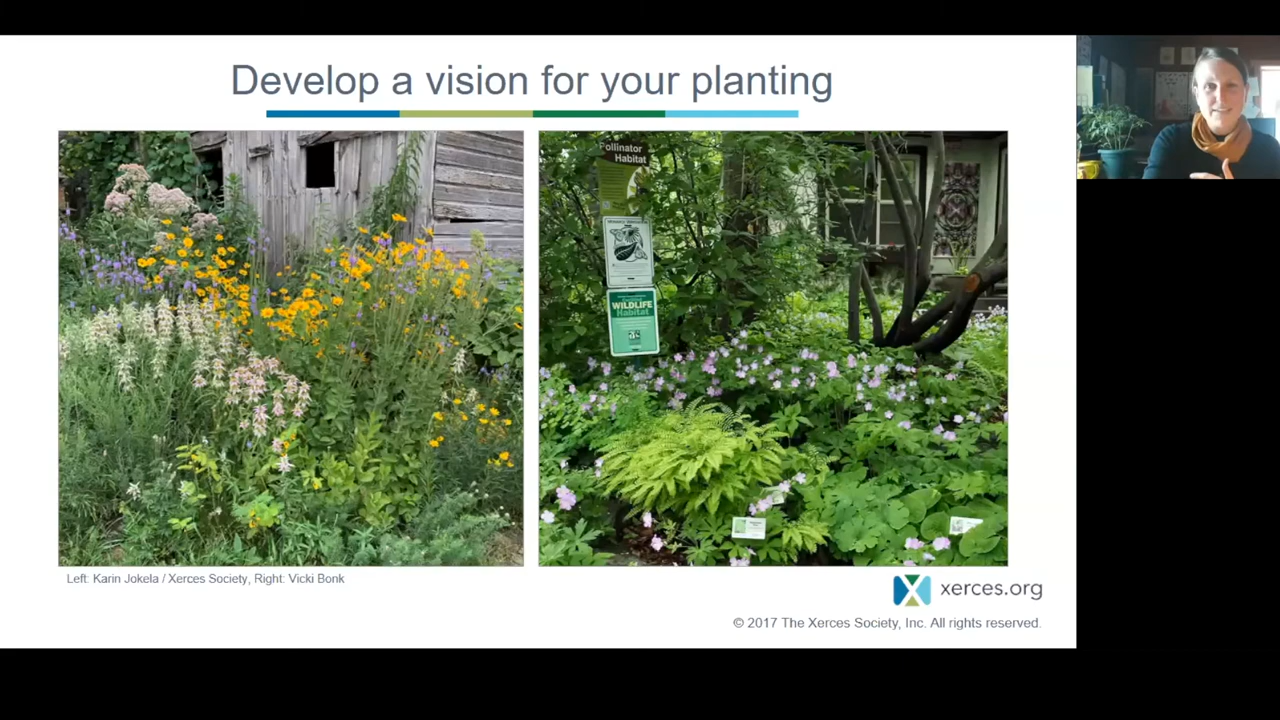 Develop a vision for your planting
Pollinator
Habitat
WILDLIFE
Habitat
Left: Karin Jokela / Xerces Society, Right: Vicki Bonk
xerces.org
© 2017 The Xerces Society, Inc. All rights reserved.